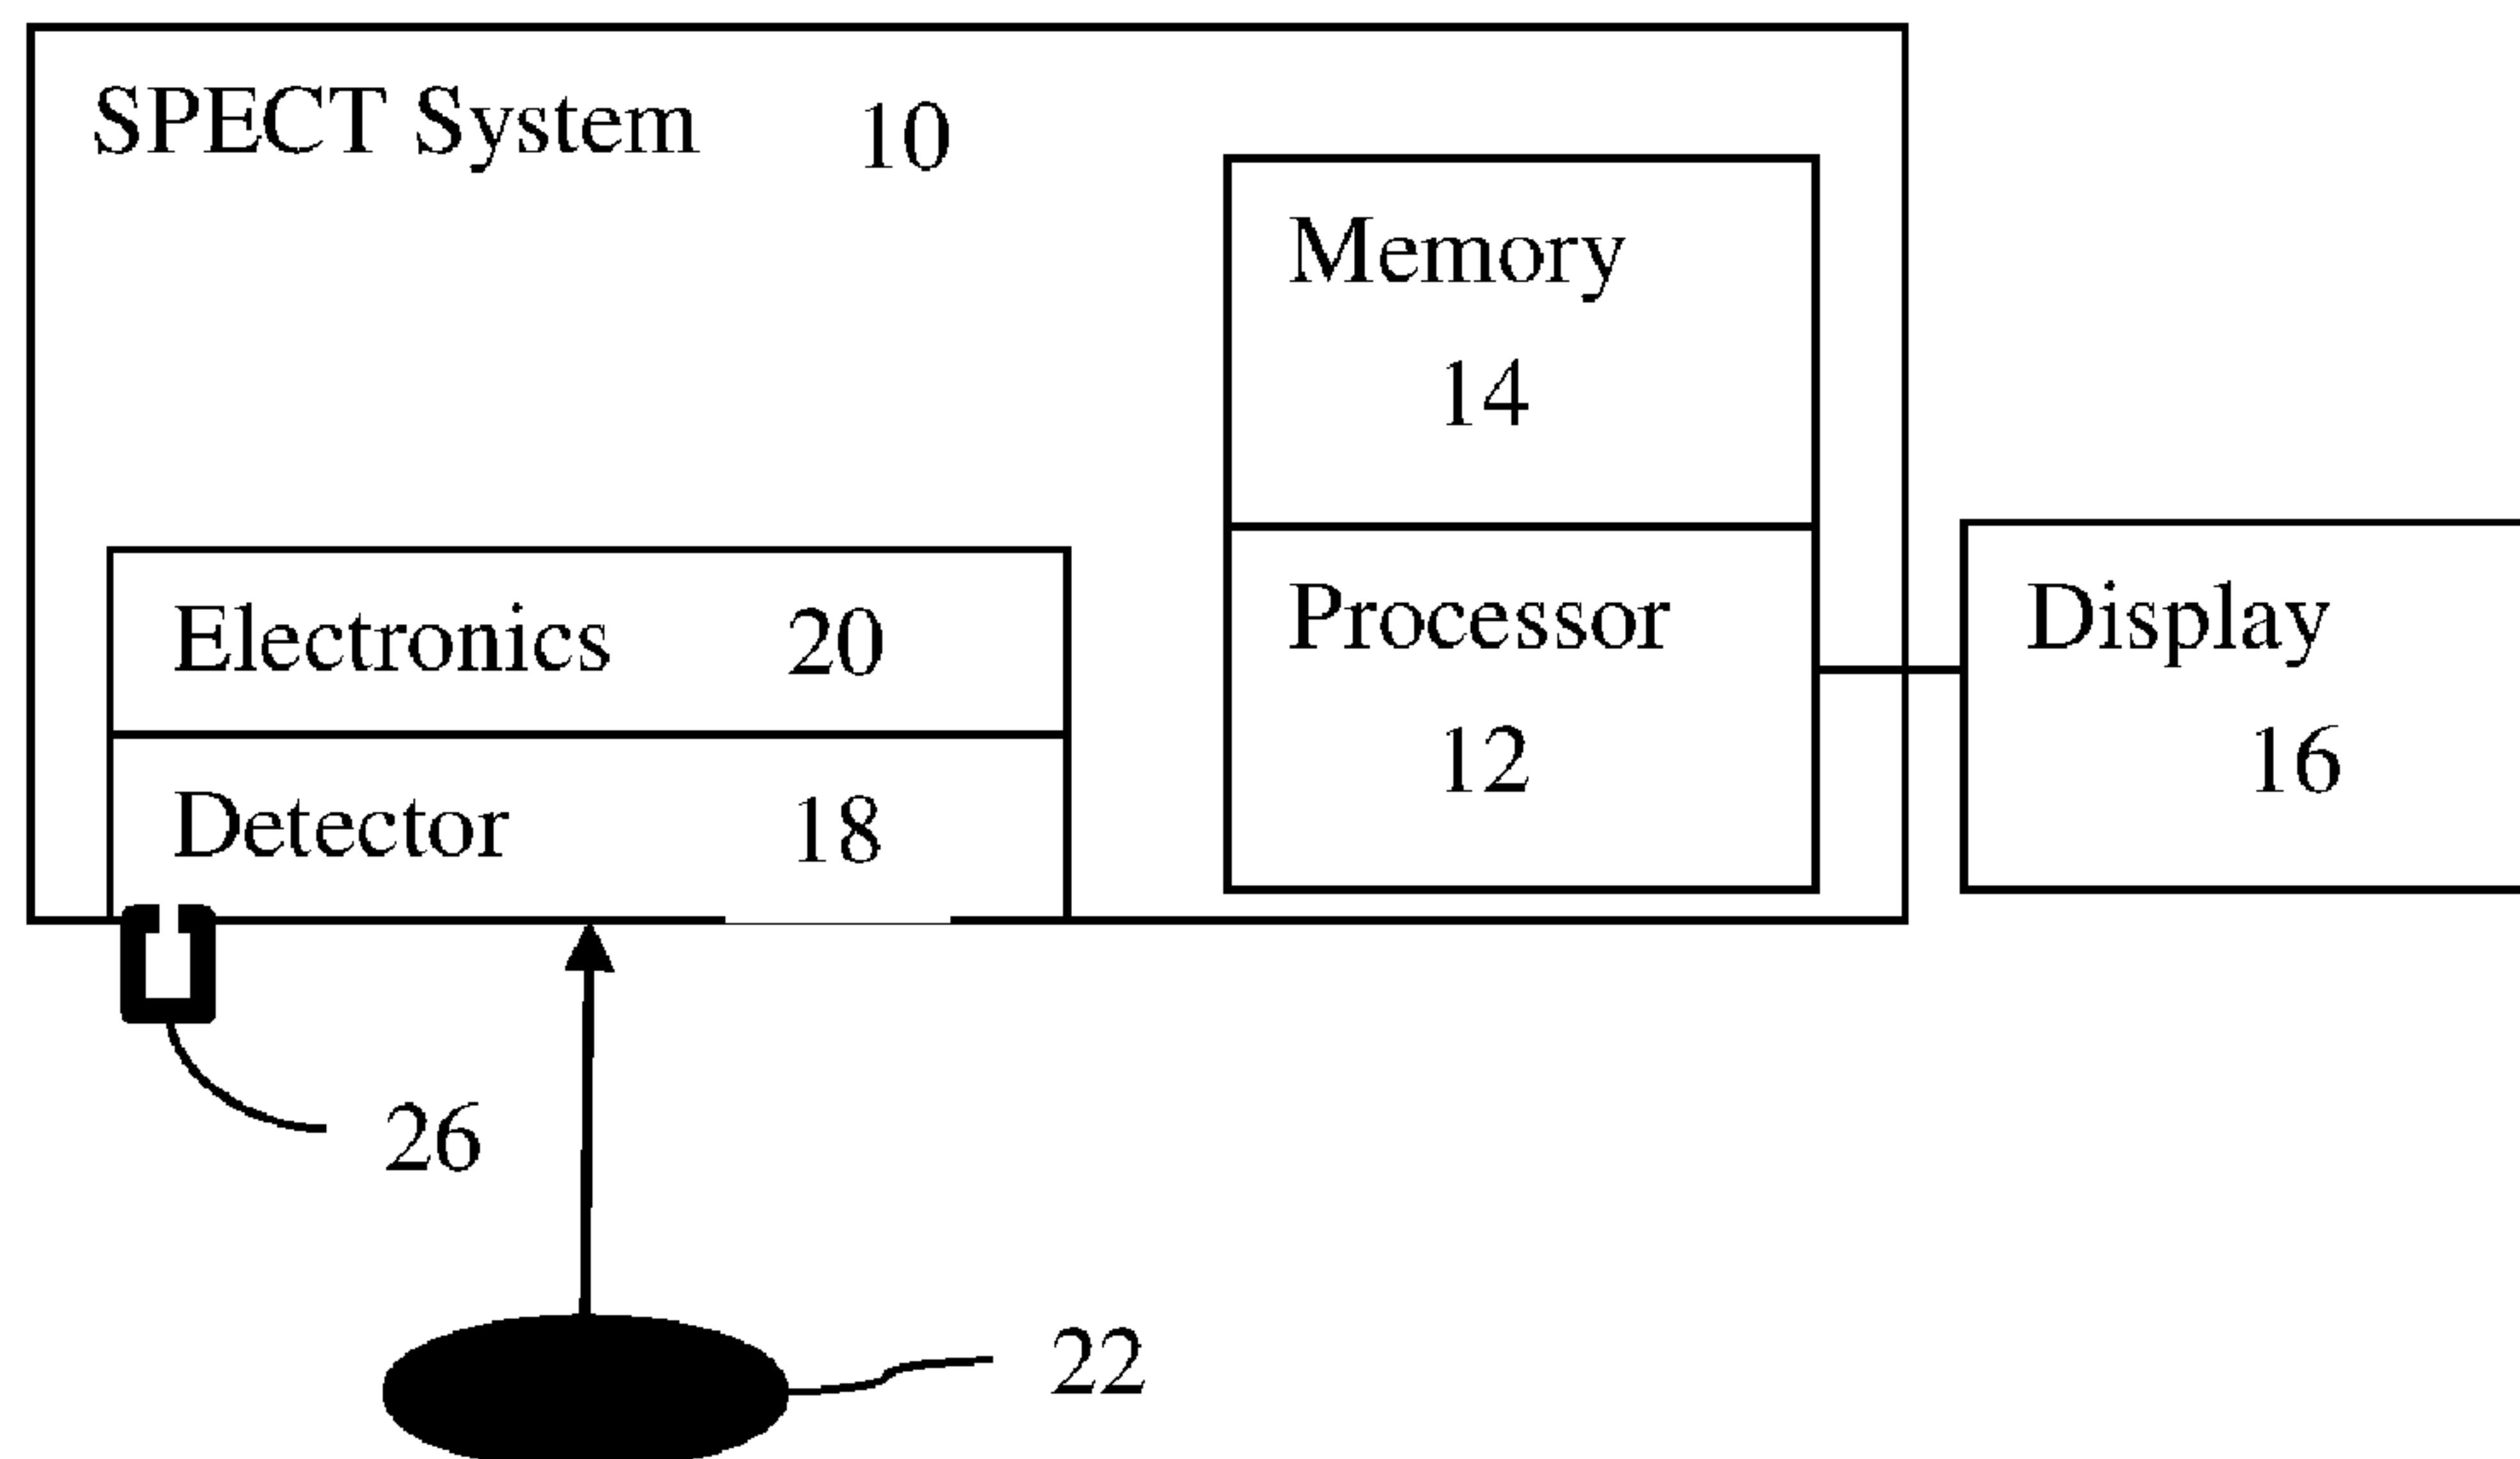 SPECT System 10
Memory
14
Electronics 20
Processor
12
Display
16
Detector 18
26
22